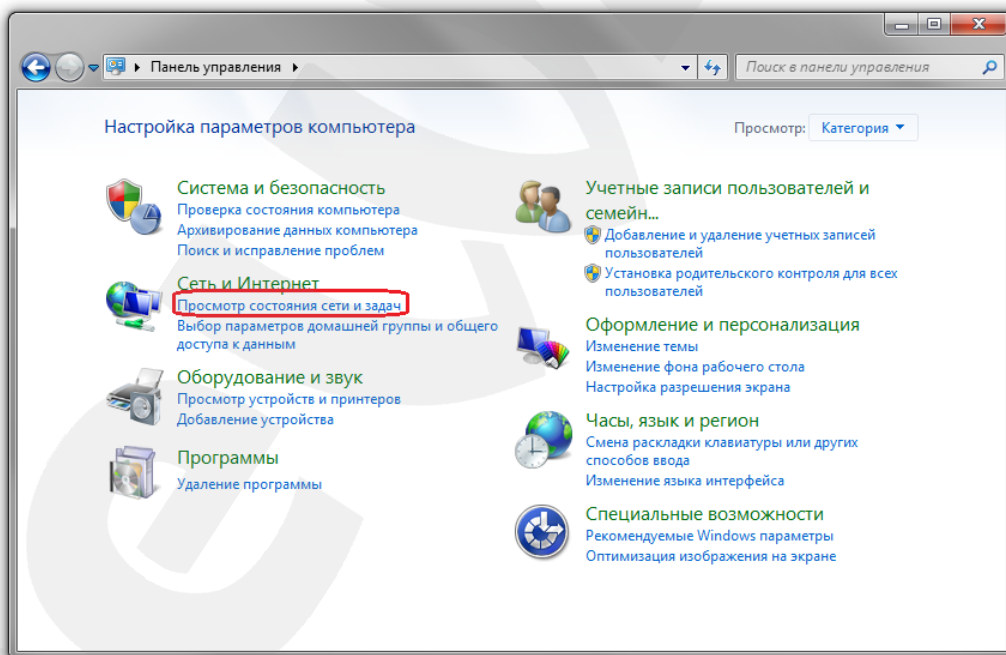 Панель управления
Поиск в панели управления
Настройка параметров компьютера
Просмотр: Категория
Система и безопасность
Проверка состояния компьютера
Архивирование данных компьютера
Поиск и исправление проблем
Сеть и Интернет
Просмотр состояния сети и задач
Выбор параметров домашней группы и общего
доступа к данным
Оборудование и звук
Просмотр устройств и принтеров
Добавление устройства
Программы
Удаление программы
Учетные записи пользователей и
семейн...
Добавление и удаление учетных записей
пользователей
Установка родительского контроля для всех
пользователей
Оформление и персонализация
Изменение темы
Изменение фона рабочего стола
Настройка разрешения экрана
Часы, язык и регион
Смена раскладки клавиатуры или других
способов ввода
Изменение языка интерфейса
Специальные возможности
Рекомендуемые Windows параметры
Оптимизация изображения на экране